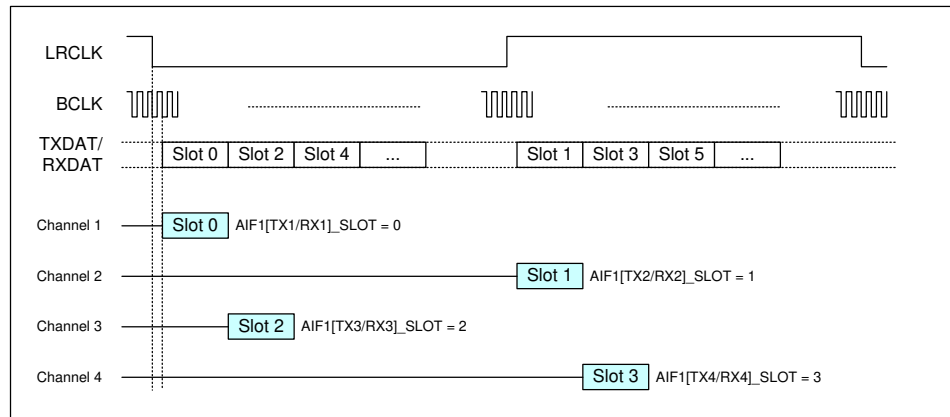 LRCLK
BCLK
TXDAT/
RXDAT
Slot 0 Slot 2 Slot 4 ... Slot 1 Slot 3 Slot 5 ...
Channel 1 Slot 0 AIF1[TX1/RX1]_SLOT = 0
Channel 2 Slot 1 AIF1[TX2/RX2]_SLOT = 1
Channel 3 Slot 2 AIF1[TX3/RX3]_SLOT = 2
Channel 4 Slot 3 AIF1[TX4/RX4]_SLOT = 3